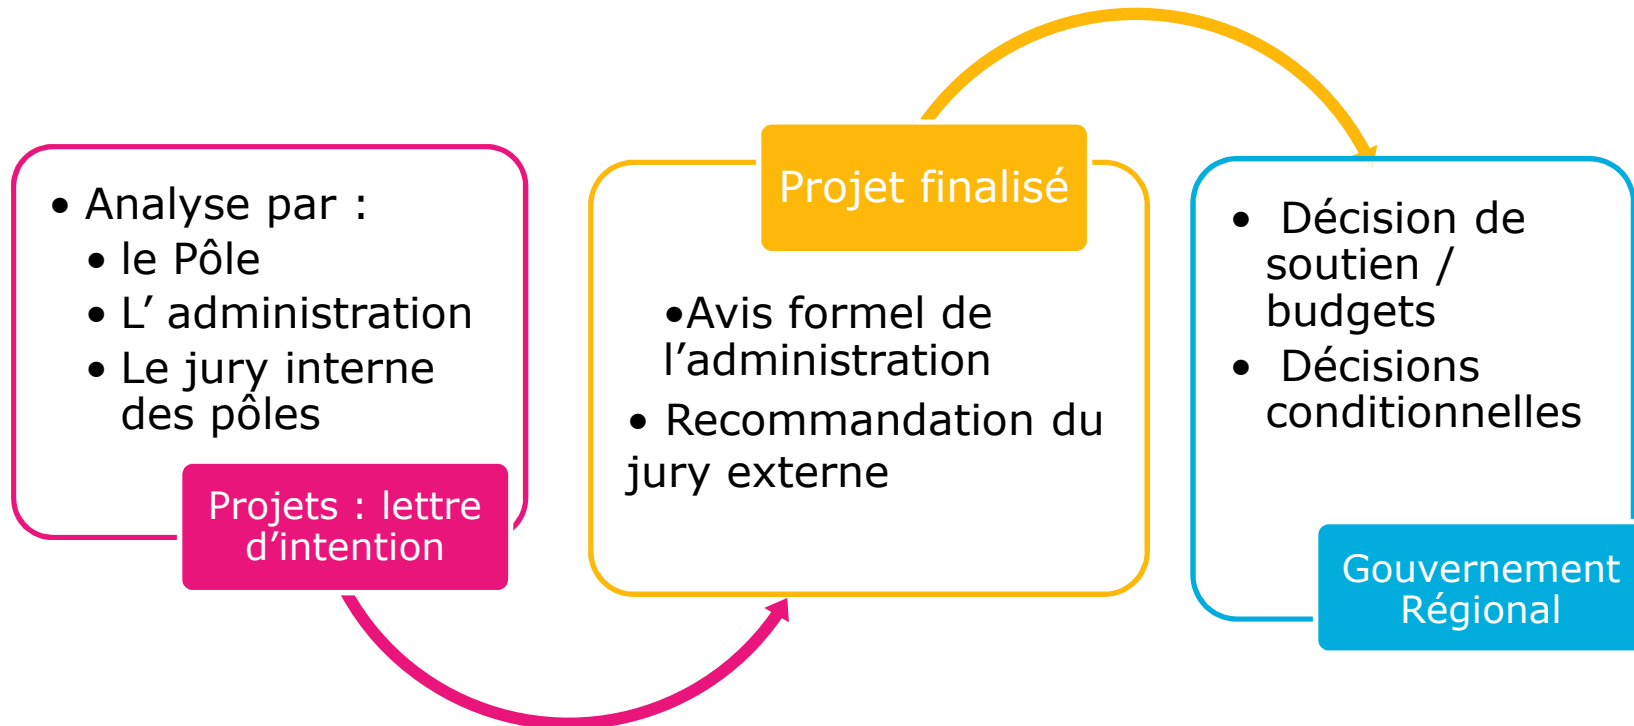 • Analyse par :
• le Pôle
• L’ administration
• Le jury interne
des pôles
Projets : lettre
d’intention
Projet finalisé
•Avis formel de
l’administration
• Recommandation du
jury externe
• Décision de
soutien /
budgets
• Décisions
conditionnelles
Gouvernement
Régional